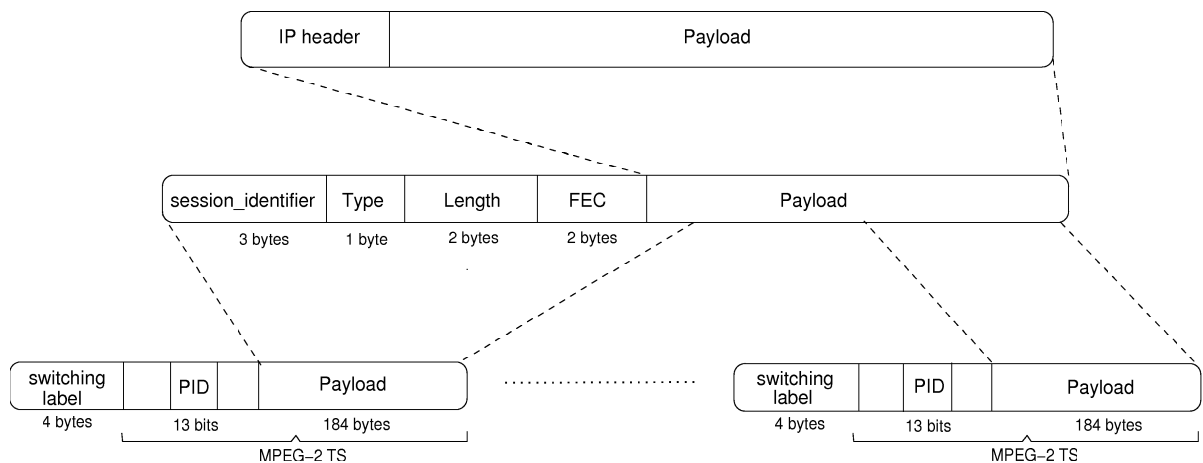 IP header Payload
session_identifier Type Length FEC Payload
3 bytes 1 byte 2 bytes 2 bytes
switching
label PID Payload
4 bytes 13 bits 184 bytes
MPEG−2 TS
switching
label PID Payload
4 bytes 13 bits 184 bytes
MPEG−2 TS